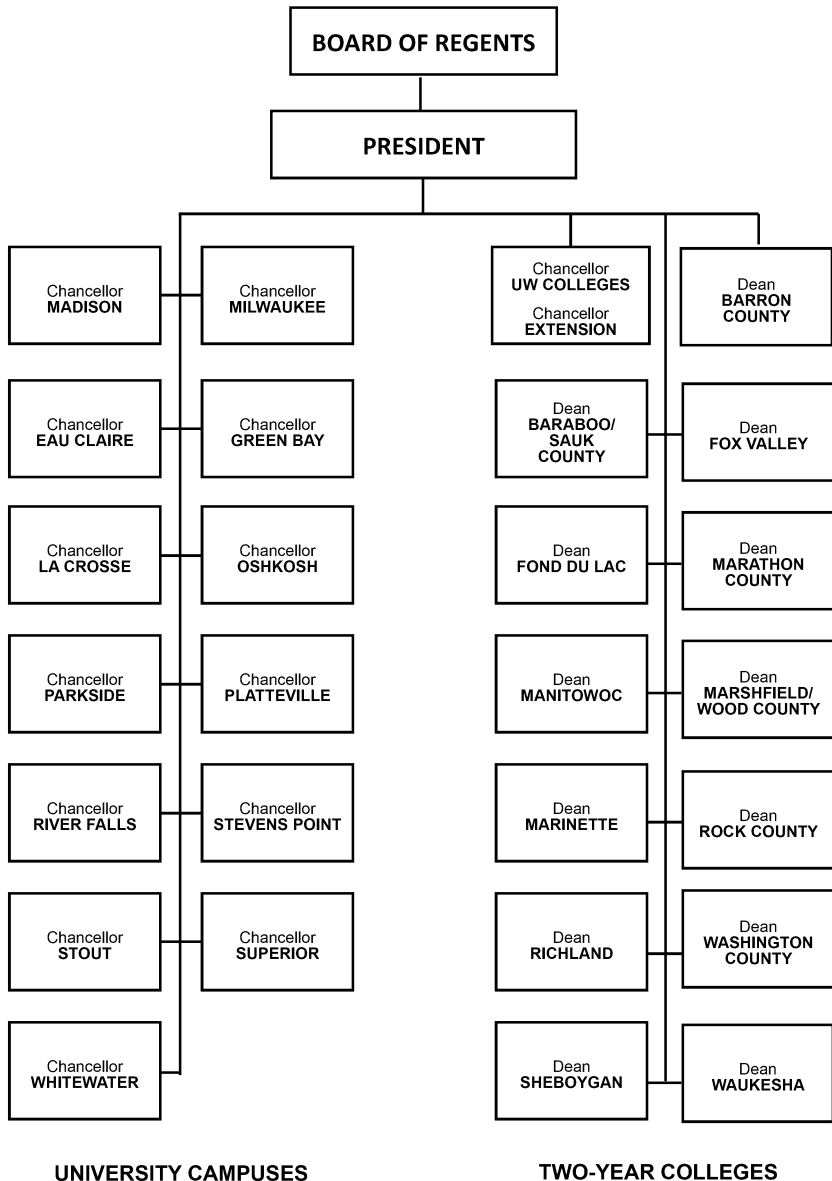 BOARD OF REGENTS
PRESIDENT
Chancellor
MADISON
Chancellor
MILWAUKEE
Chancellor
UW COLLEGES
Chancellor
EXTENSION
Dean
BARRON
COUNTY
Chancellor
EAU CLAIRE
Chancellor
GREEN BAY
Dean
BARABOO/
SAUK
COUNTY
Dean
FOX VALLEY
Chancellor
LA CROSSE
Chancellor
OSHKOSH
Dean
FOND DU LAC
Dean
MARATHON
COUNTY
Chancellor
PARKSIDE
Chancellor
PLATTEVILLE
Dean
MANITOWOC
Dean
MARSHFIELD/
WOOD COUNTY
Chancellor
RIVER FALLS
Chancellor
STEVENS POINT
Dean
MARINETTE
Dean
ROCK COUNTY
Chancellor
STOUT
Chancellor
SUPERIOR
Dean
RICHLAND
Dean
WASHINGTON
COUNTY
Chancellor
WHITEWATER
Dean
SHEBOYGAN
Dean
WAUKESHA
UNIVERSITY CAMPUSES
TWO-YEAR COLLEGES